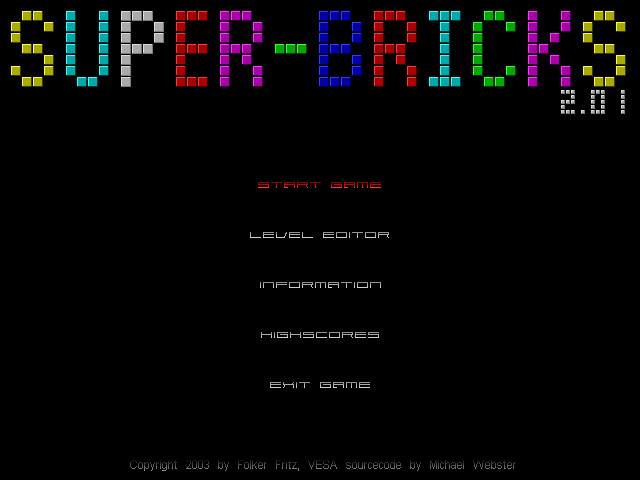 SUPER-BRICKS
2.01
START GAME
LEVEL EDITOR
INFORMATION
HIGHSCORES
EXIT GAME
Copyright 2003 by Folker Fritz, VESA sourcecode by Michael Webster